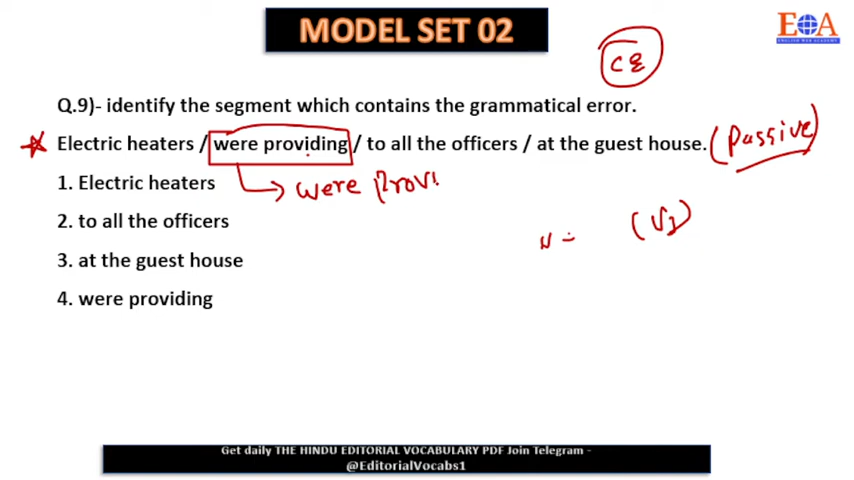 MODEL SET 02
EOA
ENGLISH WEB ACADEMY
CE
Q.9)- identify the segment which contains the grammatical error.
Electric heaters / were providing / to all the officers / at the guest house. (Passive)
1. Electric heaters
were Provi
2. to all the officers
(V3)
3. at the guest house
4. were providing
Get daily THE HINDU EDITORIAL VOCABULARY PDF Join Telegram -
@EditorialVocabs1